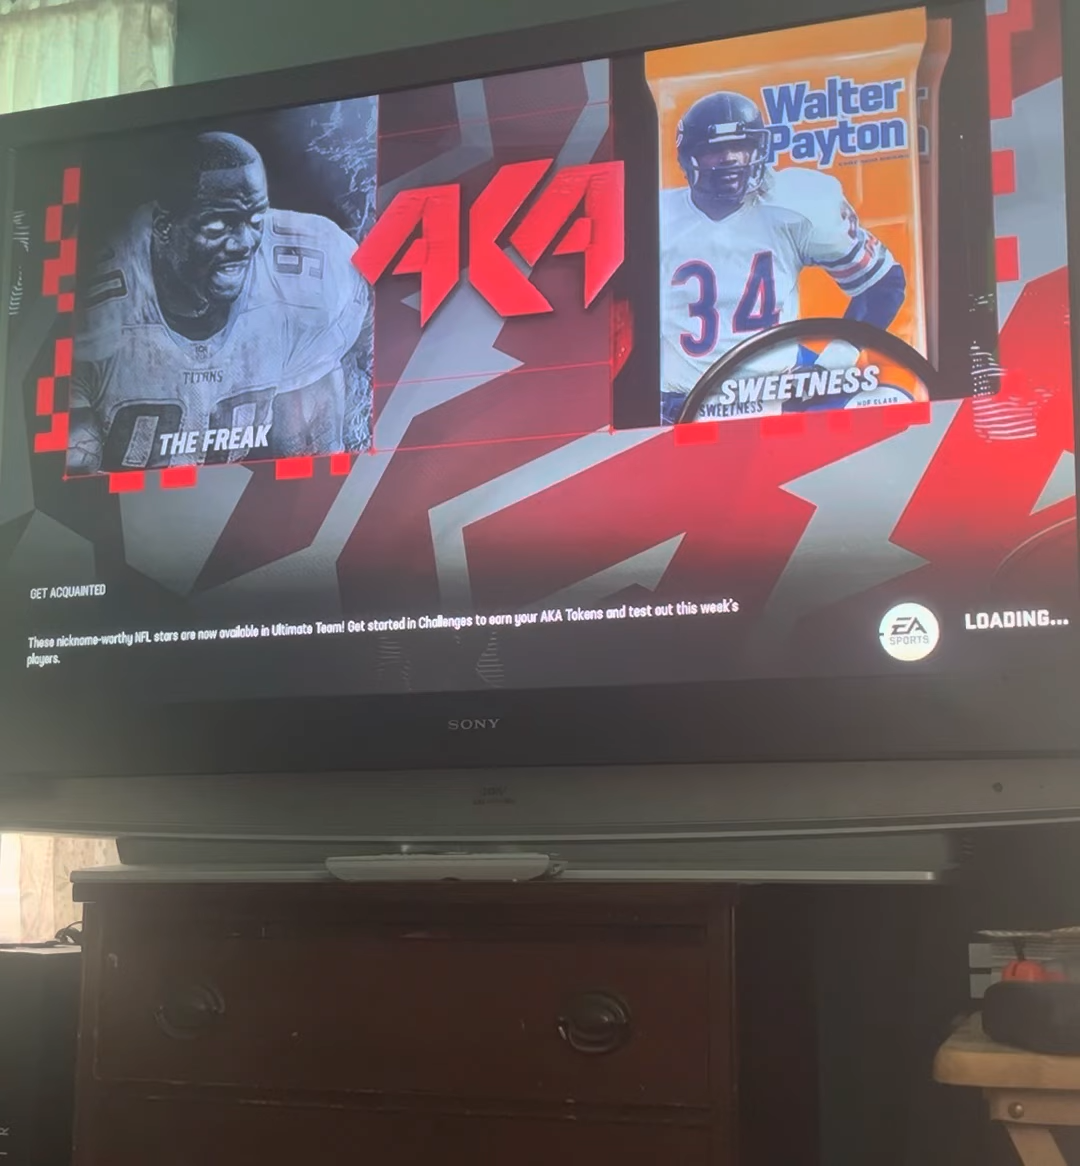 AKA
Walter
Payton
34
90
TITANS
THE FREAK
SWEETNESS
SWEETNESS
HOF CLASS
GET ACQUAINTED
These nickname-worthy NFL stars are now available in Ultimate Team! Get started in Challenges to earn your AKA Tokens and test out this week's
players.
EA
SPORTS
LOADING...
SONY